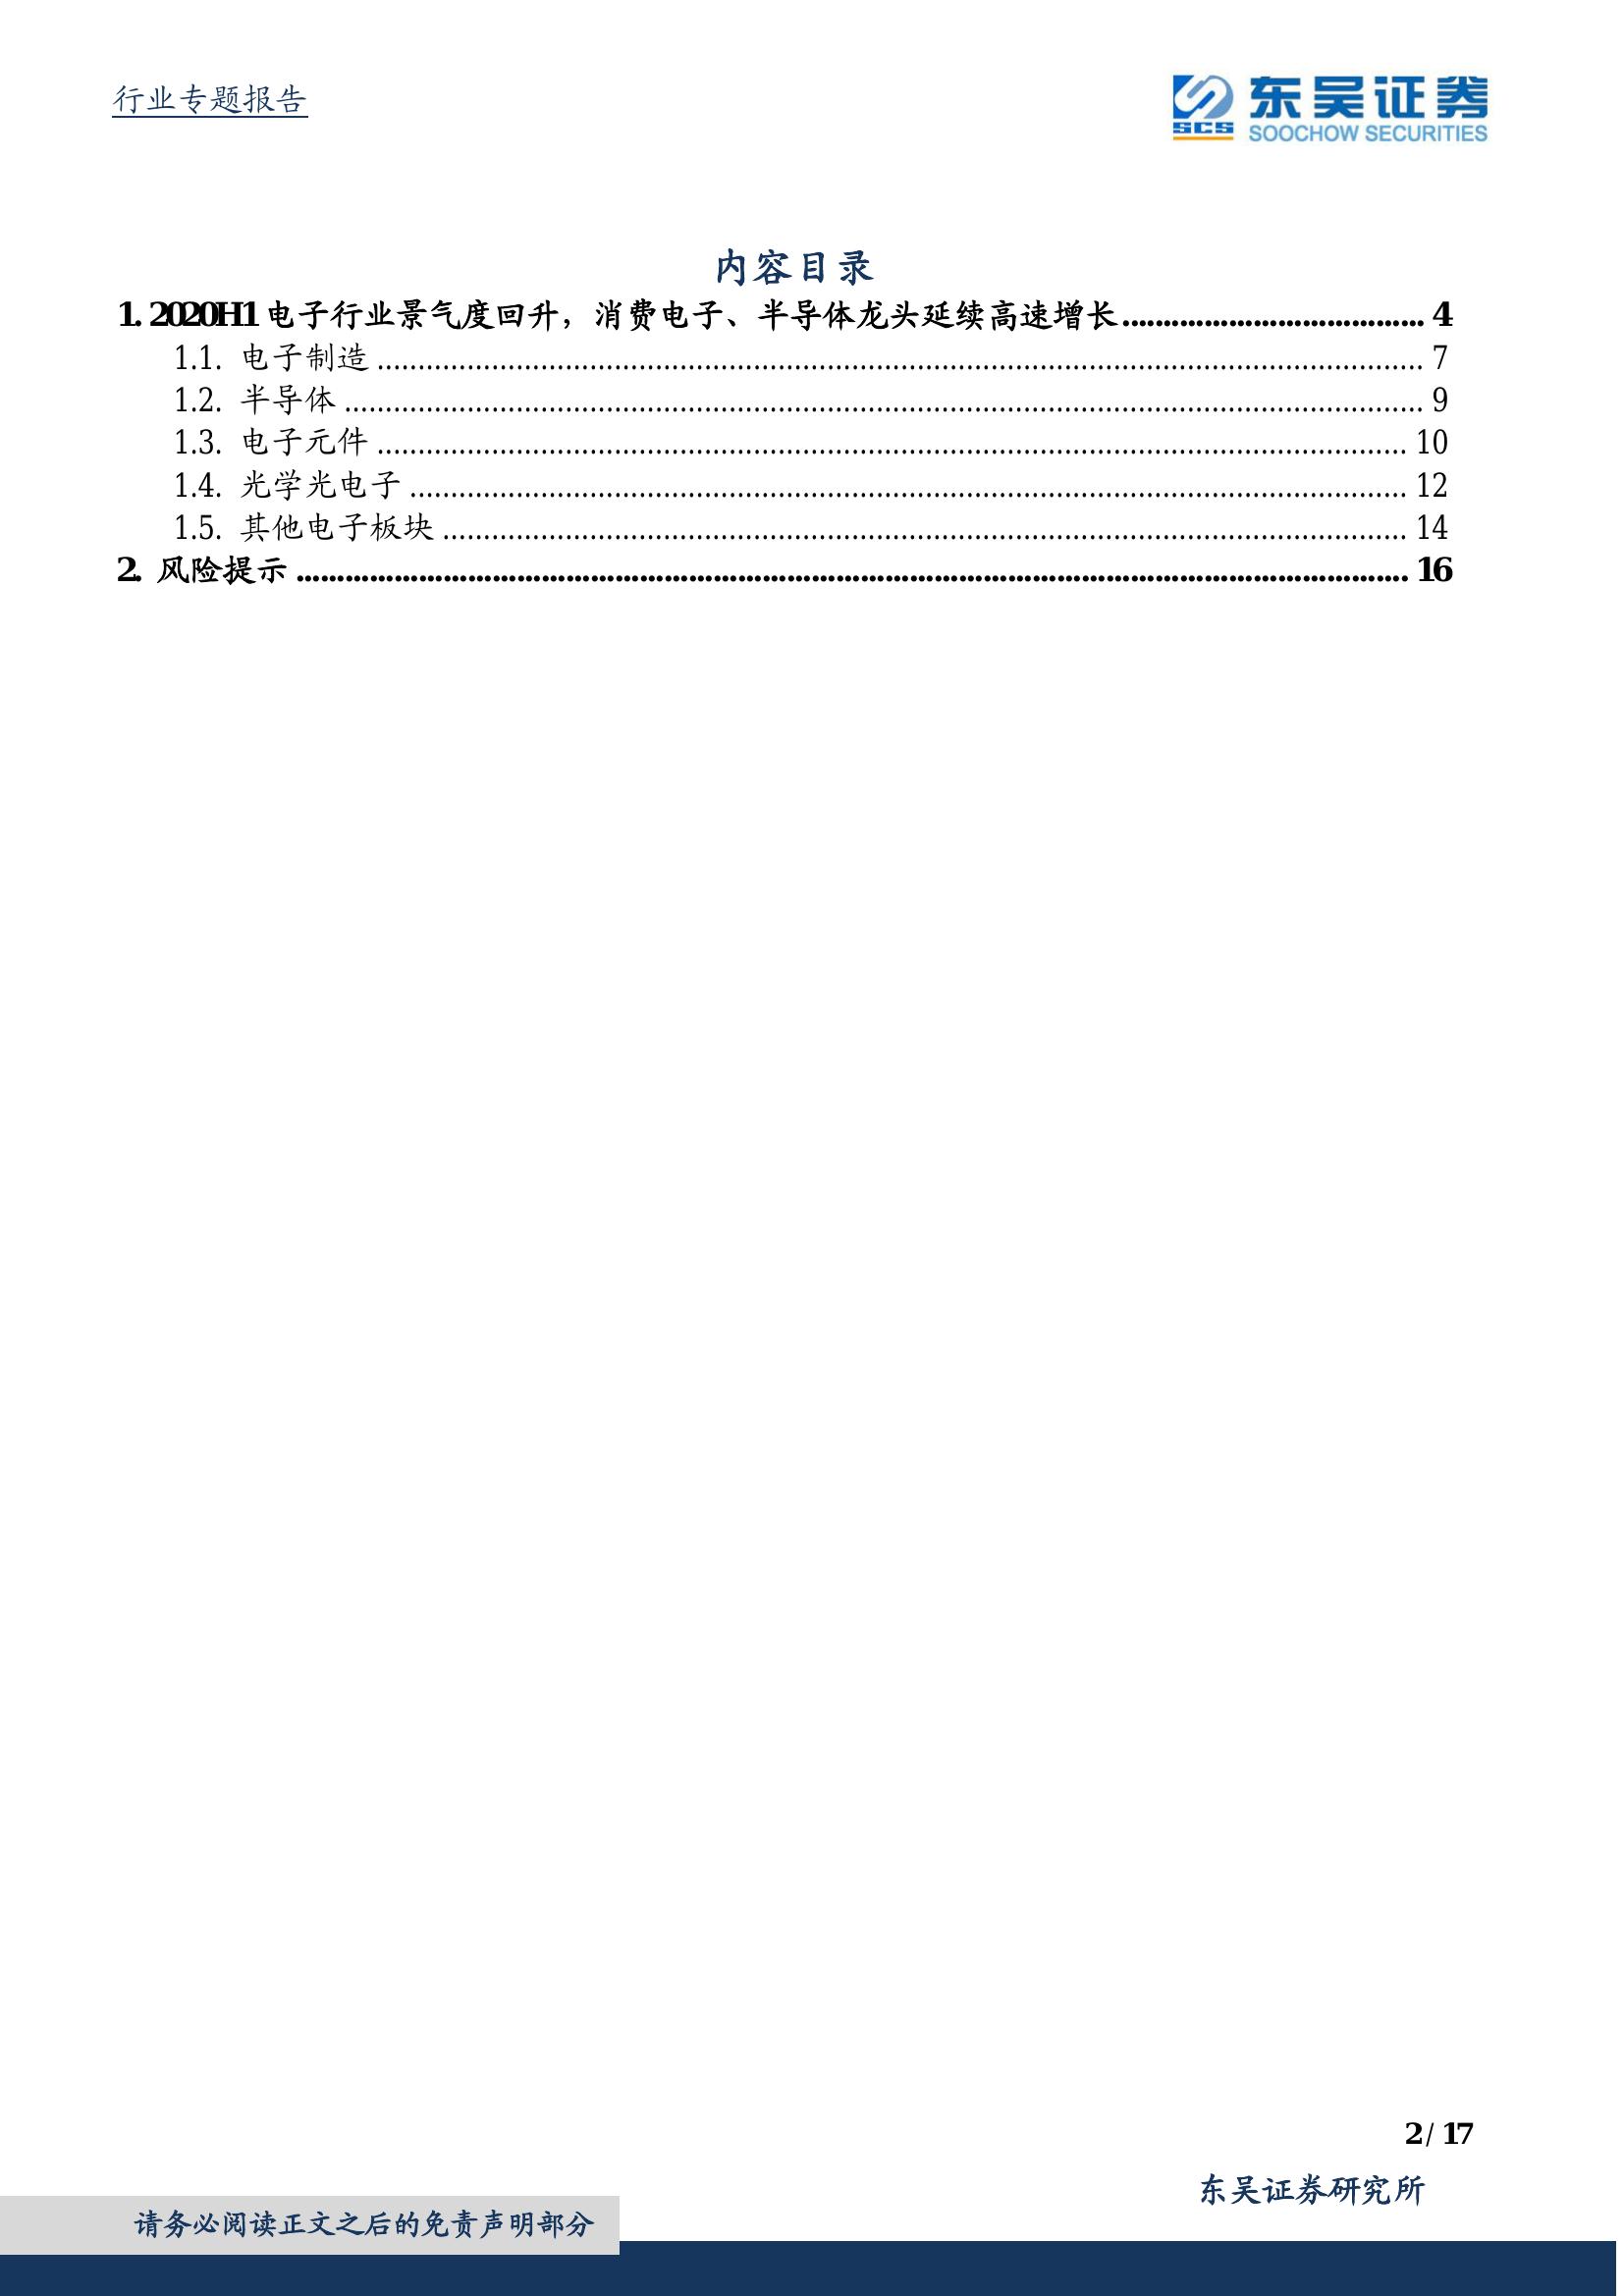 行业专题报告
SCS
东吴证券
SOOCHOW SECURITIES
内容目录
1. 2020H1 电子行业景气度回升，消费电子、半导体龙头延续高速增长..................................... 4
1.1. 电子制造 ................................................................................................................................ 7
1.2. 半导体 .................................................................................................................................... 9
1.3. 电子元件 .............................................................................................................................. 10
1.4. 光学光电子 .......................................................................................................................... 12
1.5. 其他电子板块 ...................................................................................................................... 14
2. 风险提示 ........................................................................................................................................ 16
2 / 17
东吴证券研究所
请务必阅读正文之后的免责声明部分